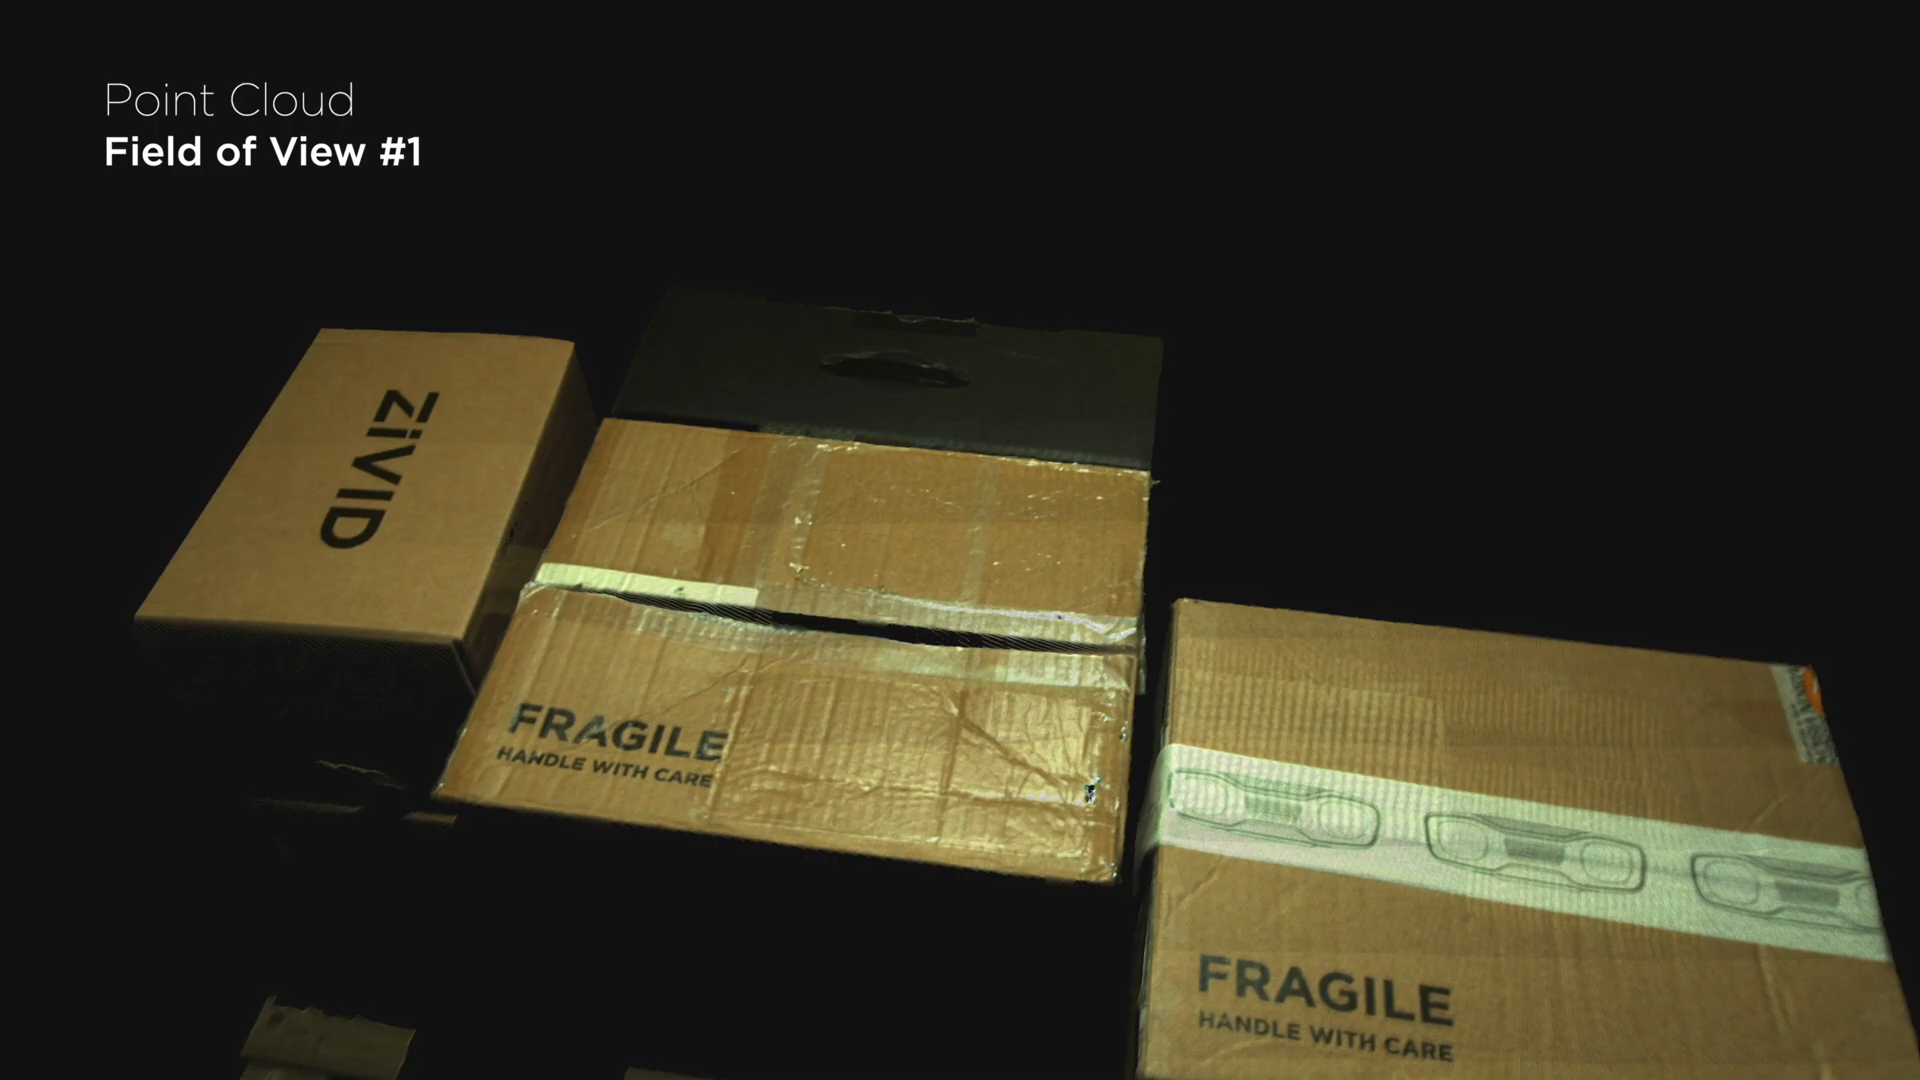 Point Cloud
Field of View #1
ZIVID
FRAGILE
HANDLE WITH CARE
FRAGILE
HANDLE WITH CARE